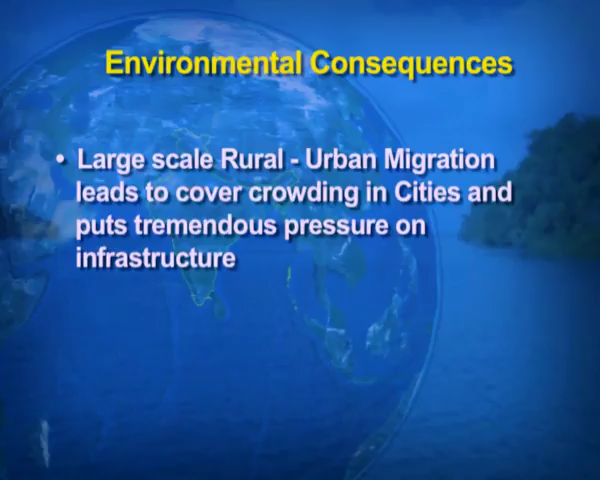 Environmental Consequences
• Large scale Rural - Urban Migration
leads to cover crowding in Cities and
puts tremendous pressure on
infrastructure